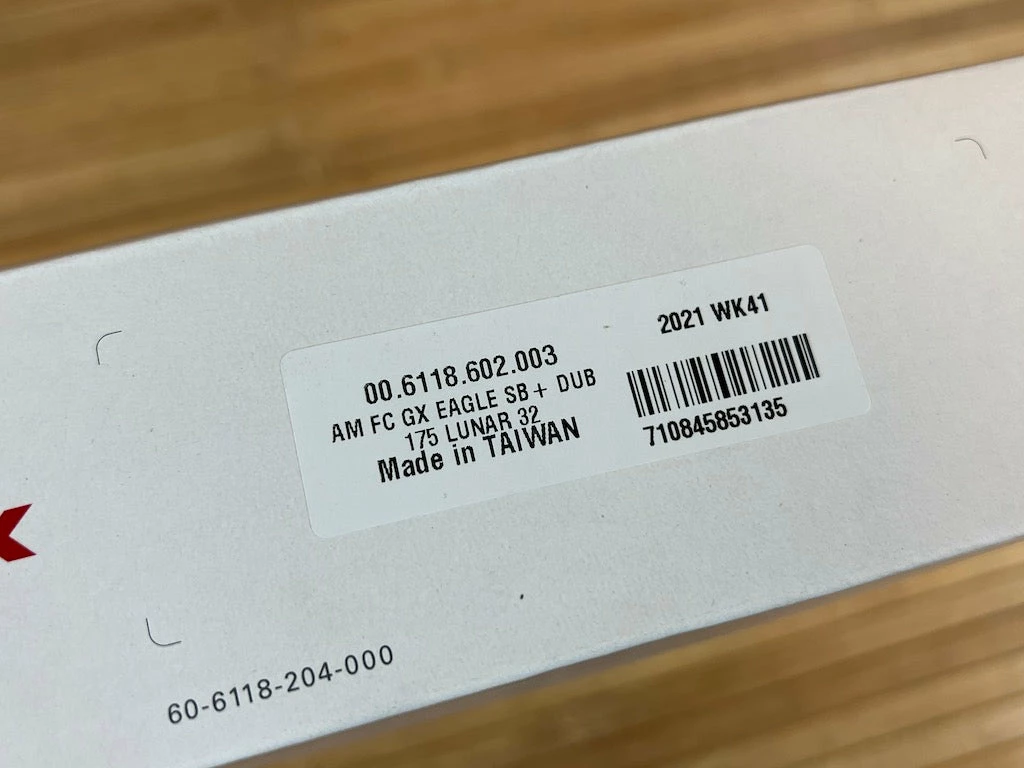 00.6118.602.003
AM FC GX EAGLE SB+ DUB
175 LUNAR 32
Made in TAIWAN
2021 WK41
710845853135
60-6118-204-000